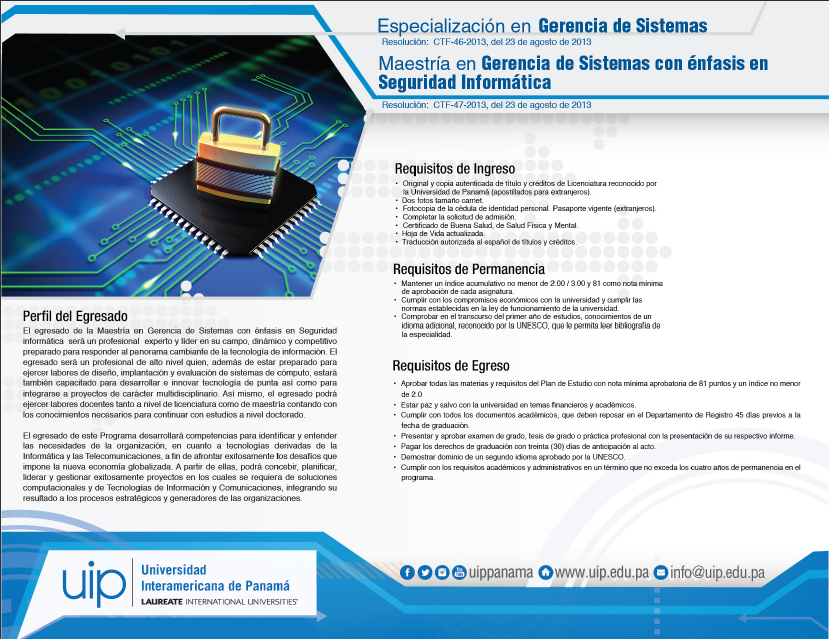 Especialización en Gerencia de Sistemas
Resolución: CTF-46-2013, del 23 de agosto de 2013
Maestría en Gerencia de Sistemas con énfasis en
Seguridad Informática
Resolución: CTF-47-2013, del 23 de agosto de 2013
Requisitos de Ingreso
• Original y copia autenticada de título y créditos de Licenciatura reconocido por
la Universidad de Panamá (apostillados para extranjeros).
• Dos fotos tamaño carnet.
• Fotocopia de la cédula de identidad personal. Pasaporte vigente (extranjeros).
• Completar la solicitud de admisión.
• Certificado de Buena Salud, de Salud Física y Mental.
• Hoja de Vida actualizada.
• Traducción autorizada al español de títulos y créditos.
Requisitos de Permanencia
• Mantener un índice acumulativo no menor de 2.00 / 3.00 y 81 como nota mínima
de aprobación de cada asignatura.
• Cumplir con los compromisos económicos con la universidad y cumplir las
normas establecidas en la ley de funcionamiento de la universidad.
• Comprobar en el transcurso del primer año de estudios, conocimientos de un
idioma adicional, reconocido por la UNESCO, que le permita leer bibliografía de
la especialidad.
Requisitos de Egreso
• Aprobar todas las materias y requisitos del Plan de Estudio con nota mínima aprobatoria de 81 puntos y un índice no menor
de 2.0
• Estar paz y salvo con la universidad en temas financieros y académicos.
• Cumplir con todos los documentos académicos, que deben reposar en el Departamento de Registro 45 días previos a la
fecha de graduación.
• Presentar y aprobar examen de grado, tesis de grado o práctica profesional con la presentación de su respectivo informe.
• Pagar los derechos de graduación con treinta (30) días de anticipación al acto.
• Demostrar dominio de un segundo idioma aprobado por la UNESCO.
• Cumplir con los requisitos académicos y administrativos en un término que no exceda los cuatro años de permanencia en el
programa.
Perfil del Egresado
El egresado de la Maestría en Gerencia de Sistemas con énfasis en Seguridad
informática será un profesional experto y líder en su campo, dinámico y competitivo
preparado para responder al panorama cambiante de la tecnología de información. El
egresado será un profesional de alto nivel quien, además de estar preparado para
ejercer labores de diseño, implantación y evaluación de sistemas de cómputo, estará
también capacitado para desarrollar e innovar tecnología de punta así como para
integrarse a proyectos de carácter multidisciplinario. Así mismo, el egresado podrá
ejercer labores docentes tanto a nivel de licenciatura como de maestría contando con
los conocimientos necesarios para continuar con estudios a nivel doctorado.
El egresado de este Programa desarrollará competencias para identificar y entender
las necesidades de la organización, en cuanto a tecnologías derivadas de la
Informática y las Telecomunicaciones, a fin de afrontar exitosamente los desafíos que
impone la nueva economía globalizada. A partir de ellas, podrá concebir, planificar,
liderar y gestionar exitosamente proyectos en los cuales se requiera de soluciones
computacionales y de Tecnologías de Información y Comunicaciones, integrando su
resultado a los procesos estratégicos y generadores de las organizaciones.
uip
Universidad
Interamericana de Panamá
LAUREATE INTERNATIONAL UNIVERSITIES®
uippanama www.uip.edu.pa info@uip.edu.pa